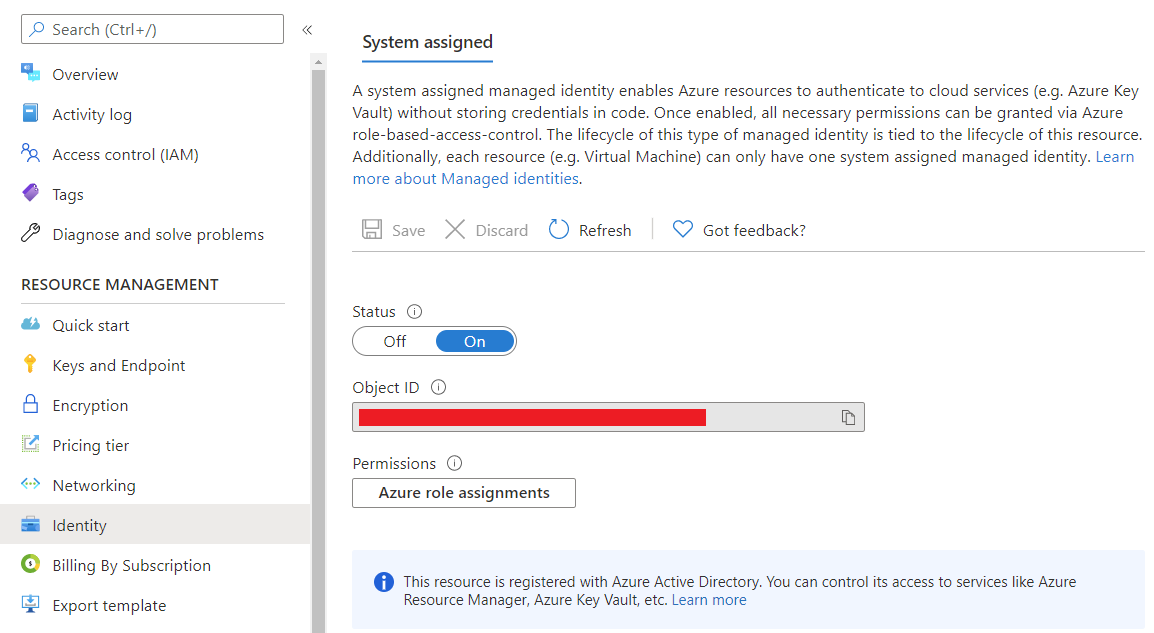 Search (Ctrl+/)
«
Overview
Activity log
Access control (IAM)
Tags
Diagnose and solve problems
RESOURCE MANAGEMENT
Quick start
Keys and Endpoint
Encryption
Pricing tier
Networking
Identity
Billing By Subscription
Export template
System assigned
A system assigned managed identity enables Azure resources to authenticate to cloud services (e.g. Azure Key
Vault) without storing credentials in code. Once enabled, all necessary permissions can be granted via Azure
role-based-access-control. The lifecycle of this type of managed identity is tied to the lifecycle of this resource.
Additionally, each resource (e.g. Virtual Machine) can only have one system assigned managed identity. Learn
more about Managed identities.
Save Discard Refresh Got feedback?
Status
Off On
Object ID
Permissions
Azure role assignments
This resource is registered with Azure Active Directory. You can control its access to services like Azure
Resource Manager, Azure Key Vault, etc. Learn more